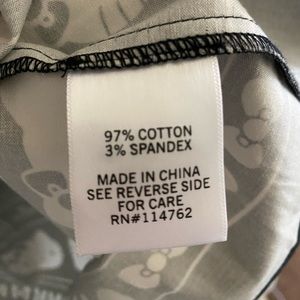 97% COTTON
3% SPANDEX
MADE IN CHINA
SEE REVERSE SIDE
FOR CARE
RN#114762